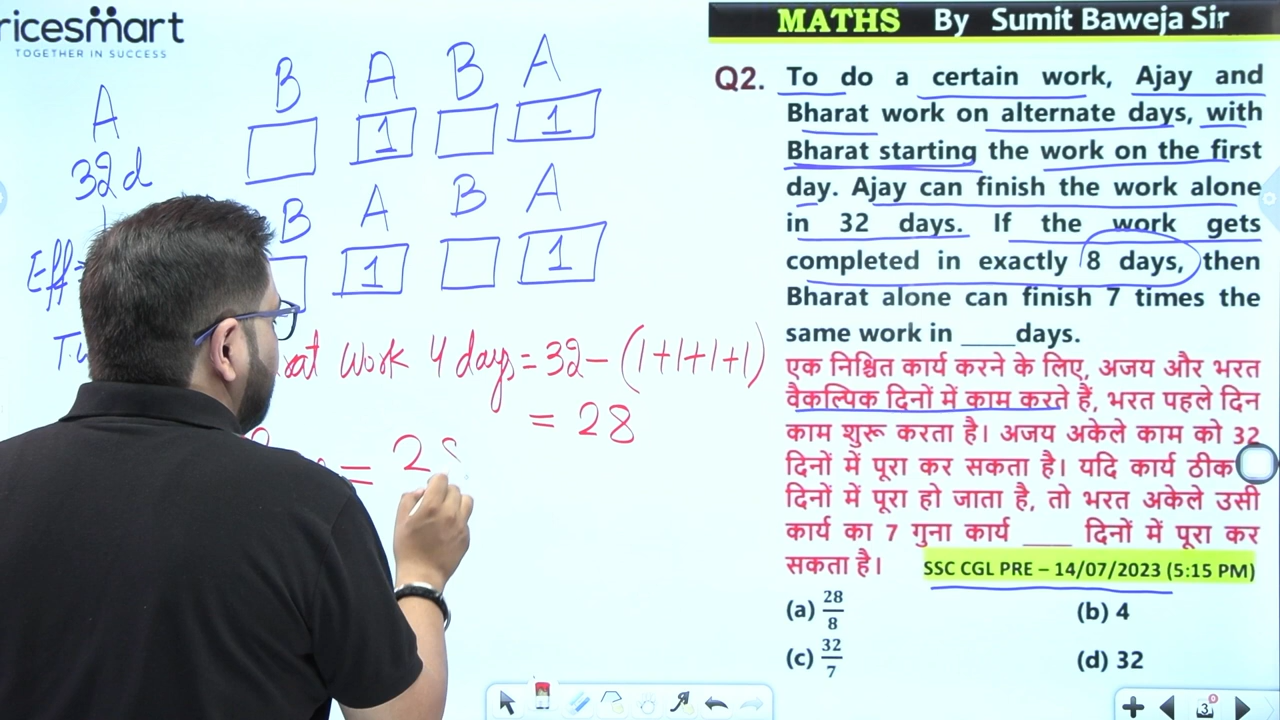 ricesmart
TOGETHER IN SUCCESS
MATHS By Sumit Baweja Sir
A
32d
Eff=
B A B A
1 1
B A B A
1 1
work 4 days = 32 - (1+1+1+1)
= 28
= 28
Q2. To do a certain work, Ajay and
Bharat work on alternate days, with
Bharat starting the work on the first
day. Ajay can finish the work alone
in 32 days. If the work gets
completed in exactly 8 days, then
Bharat alone can finish 7 times the
same work in ____days.
एक निश्चित कार्य करने के लिए, अजय और भरत
वैकल्पिक दिनों में काम करते हैं, भरत पहले दिन
काम शुरू करता है। अजय अकेले काम को 32
दिनों में पूरा कर सकता है। यदि कार्य ठीक
दिनों में पूरा हो जाता है, तो भरत अकेले उसी
कार्य का 7 गुना कार्य ____ दिनों में पूरा कर
सकता है।
SSC CGL PRE – 14/07/2023 (5:15 PM)
(a) 28/8
(b) 4
(c) 32/7
(d) 32
3